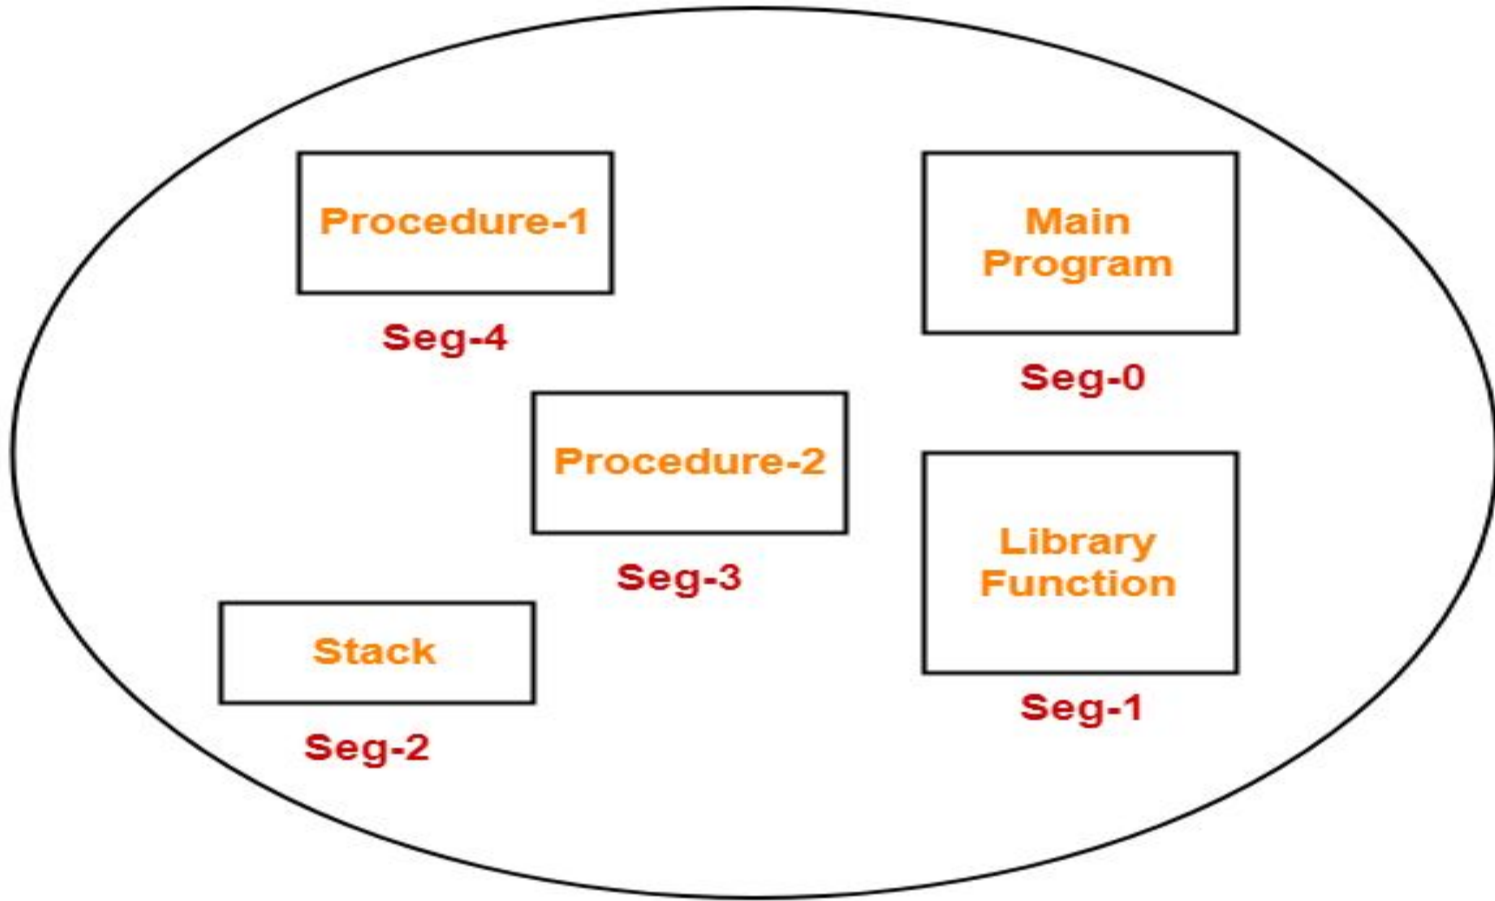 Procedure-1
Seg-4
Main
Program
Seg-0
Procedure-2
Seg-3
Library
Function
Seg-1
Stack
Seg-2